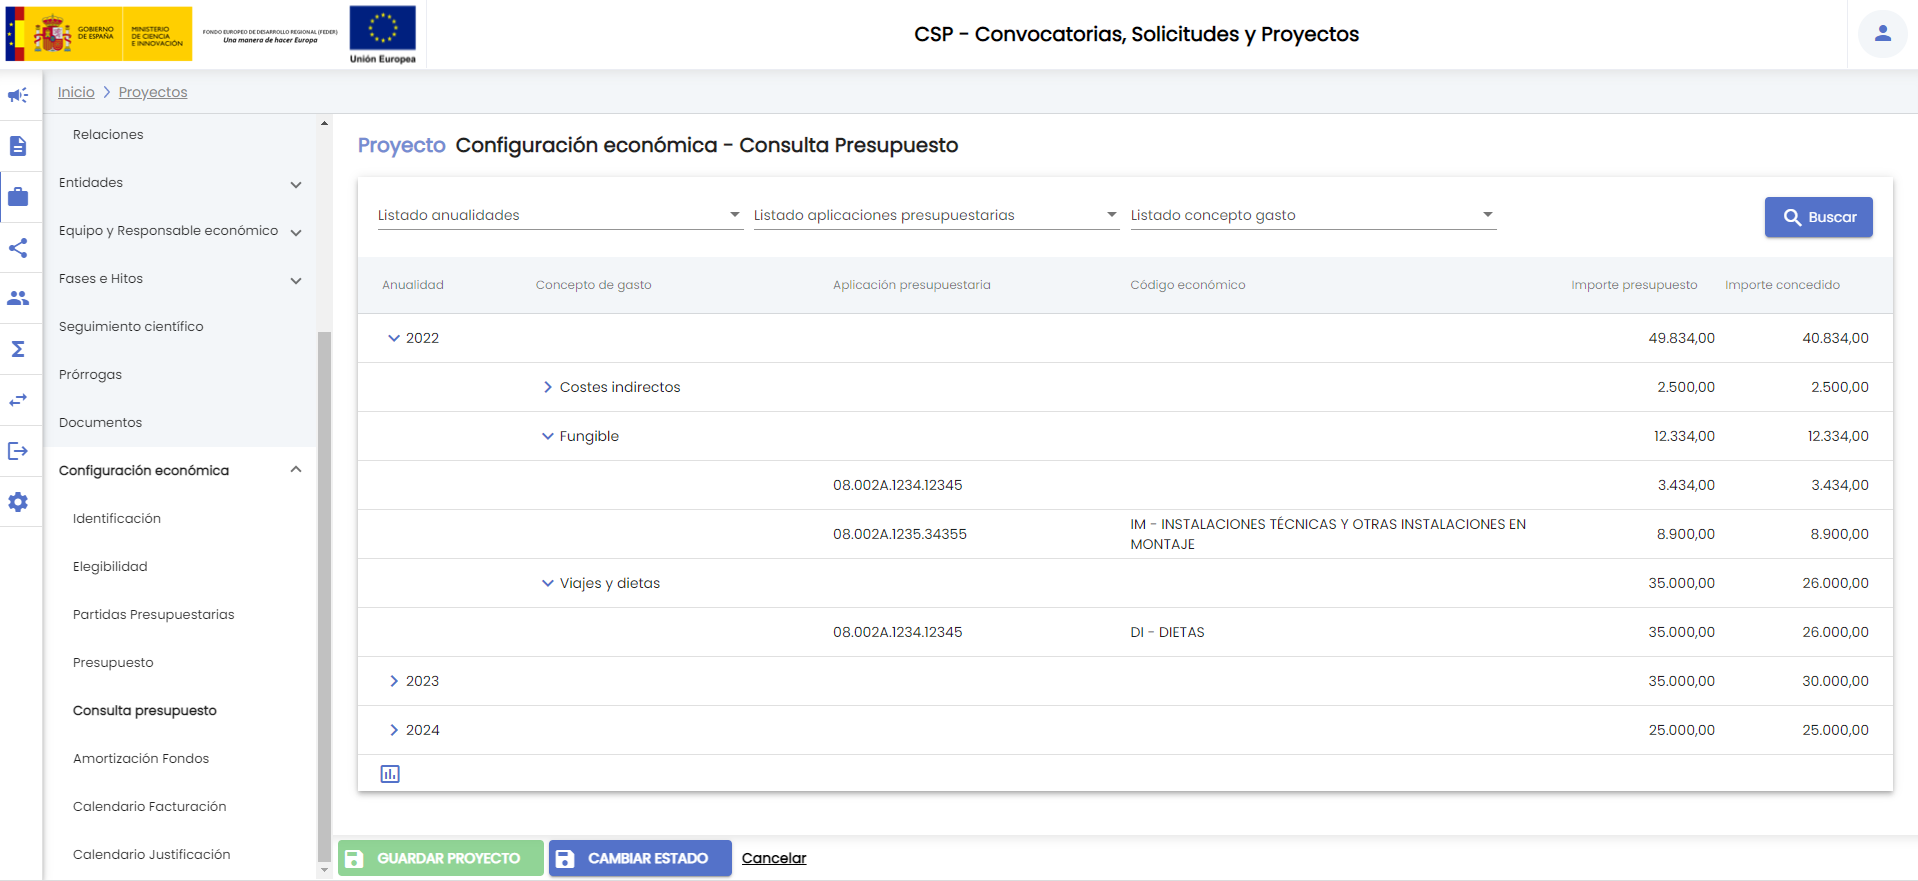 GOBIERNO
DE ESPAÑA
MINISTERIO
DE CIENCIA
E INNOVACIÓN
FONDO EUROPEO DE DESARROLLO REGIONAL (FEDER)
Una manera de hacer Europa
Unión Europea
CSP - Convocatorias, Solicitudes y Proyectos
Inicio > Proyectos
Relaciones
Entidades
Equipo y Responsable económico
Fases e Hitos
Seguimiento científico
Prórrogas
Documentos
Configuración económica
Identificación
Elegibilidad
Partidas Presupuestarias
Presupuesto
Consulta presupuesto
Amortización Fondos
Calendario Facturación
Calendario Justificación
Proyecto Configuración económica - Consulta Presupuesto
Listado anualidades Listado aplicaciones presupuestarias Listado concepto gasto Buscar
Anualidad Concepto de gasto Aplicación presupuestaria Código económico Importe presupuesto Importe concedido
2022 49.834,00 40.834,00
Costes indirectos 2.500,00 2.500,00
Fungible 12.334,00 12.334,00
08.002A.1234.12345 3.434,00 3.434,00
08.002A.1235.34355 IM - INSTALACIONES TÉCNICAS Y OTRAS INSTALACIONES EN
MONTAJE 8.900,00 8.900,00
Viajes y dietas 35.000,00 26.000,00
08.002A.1234.12345 DI - DIETAS 35.000,00 26.000,00
2023 35.000,00 30.000,00
2024 25.000,00 25.000,00
GUARDAR PROYECTO CAMBIAR ESTADO Cancelar